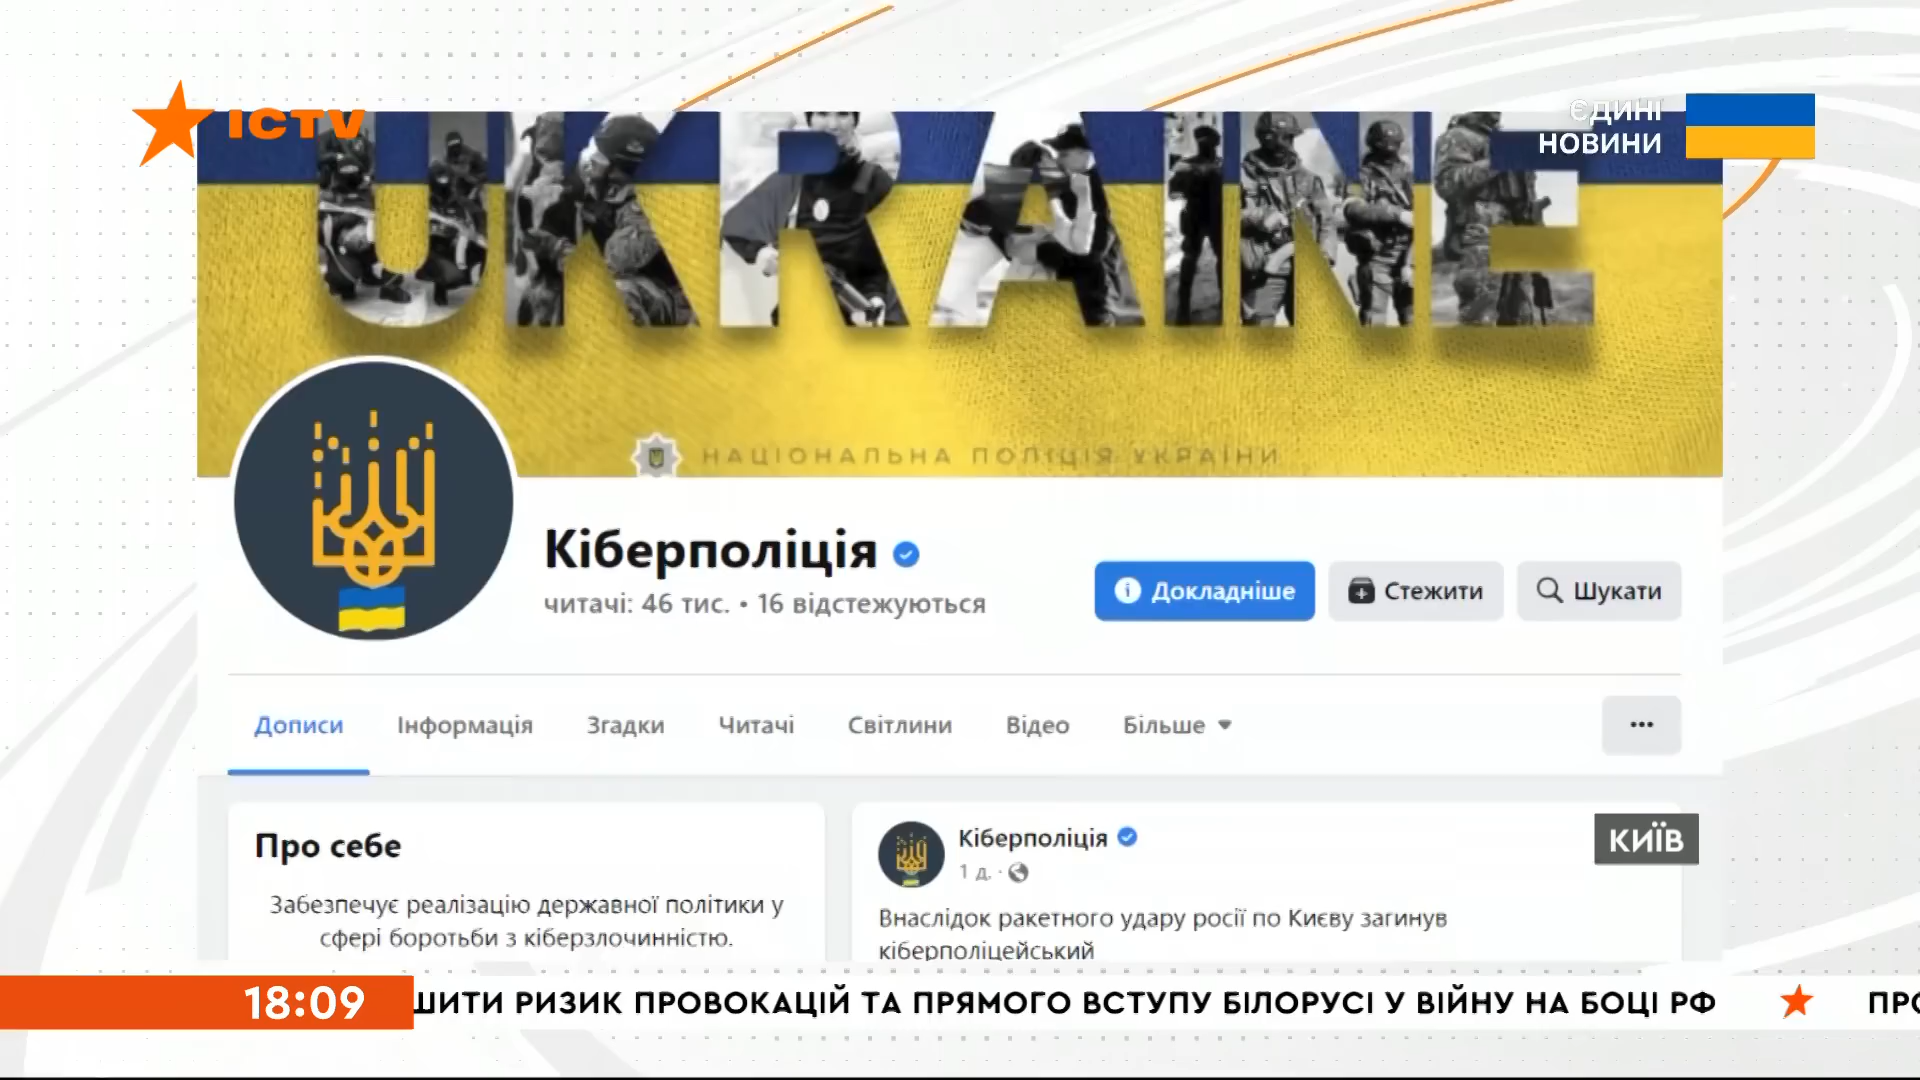 ICTV
ЄДИНІ
НОВИНИ
UKRAINE
НАЦІОНАЛЬНА ПОЛІЦІЯ УКРАЇНИ
Кіберполіція
читачі: 46 тис. • 16 відстежуються
Докладніше
Стежити
Шукати
Дописи
Інформація
Згадки
Читачі
Світлини
Відео
Більше
Про себе
Забезпечує реалізацію державної політики у
сфері боротьби з кіберзлочинністю.
Кіберполіція
1 д. ·
Внаслідок ракетного удару росії по Києву загинув
кіберполіцейський
КИЇВ
18:09
ШИТИ РИЗИК ПРОВОКАЦІЙ ТА ПРЯМОГО ВСТУПУ БІЛОРУСІ У ВІЙНУ НА БОЦІ РФ